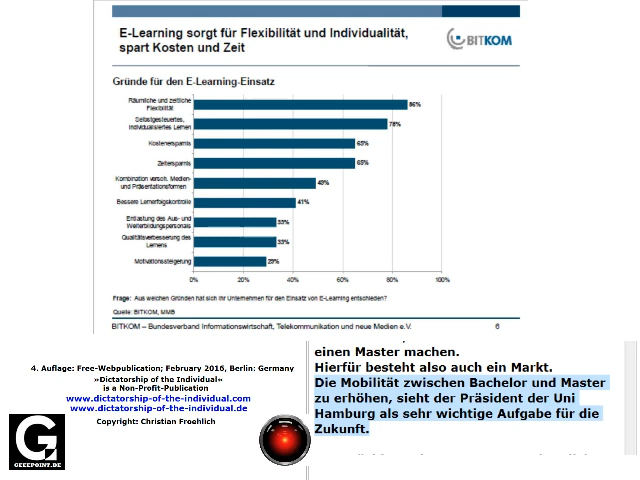 E-Learning sorgt für Flexibilität und Individualität,
spart Kosten und Zeit
BITKOM
Gründe für den E-Learning-Einsatz
Räumliche und zeitliche
Flexibilität
86%
Selbstgesteuertes,
individualisiertes Lernen
78%
Kostenersparnis
65%
Zeitersparnis
65%
Kombination versch. Medien-
und Präsentationsformen
49%
Bessere Lernerfolgskontrolle
41%
Entlastung des Aus- und
Weiterbildungspersonals
33%
Qualitätsverbesserung des
Lernens
33%
Motivationssteigerung
29%
0% 20% 40% 60% 80% 100%
Frage: Aus welchen Gründen hat sich Ihr Unternehmen für den Einsatz von E-Learning entschieden?
Quelle: BITKOM, MMB
BITKOM – Bundesverband Informationswirtschaft, Telekommunikation und neue Medien e.V. 6
4. Auflage: Free-Webpublication; February 2016, Berlin: Germany
»Dictatorship of the Individual«
is a Non-Profit-Publication
www.dictatorship-of-the-individual.com
www.dictatorship-of-the-individual.de
Copyright: Christian Froehlich
G
GEEEPOINT.DE
einen Master machen.
Hierfür besteht also auch ein Markt.
Die Mobilität zwischen Bachelor und Master
zu erhöhen, sieht der Präsident der Uni
Hamburg als sehr wichtige Aufgabe für die
Zukunft.